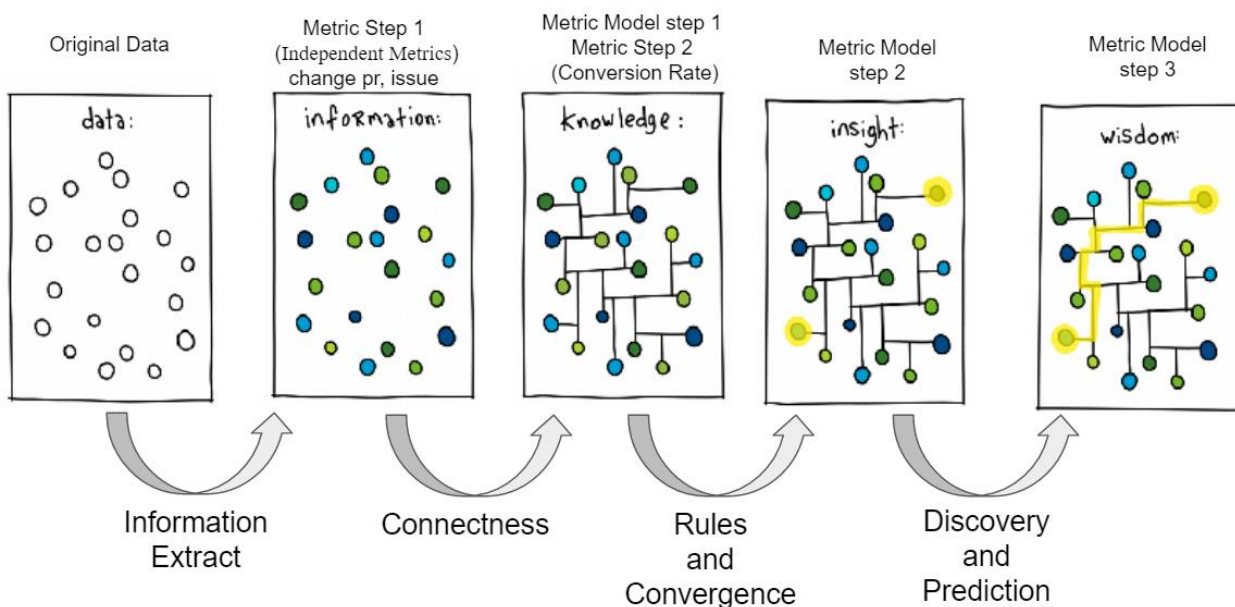 Original Data
Metric Step 1
(Independent Metrics)
change pr, issue
Metric Model step 1
Metric Step 2
(Conversion Rate)
Metric Model
step 2
Metric Model
step 3
data:
information:
knowledge:
insight:
wisdom:
Information
Extract
Connectness
Rules
and
Convergence
Discovery
and
Prediction